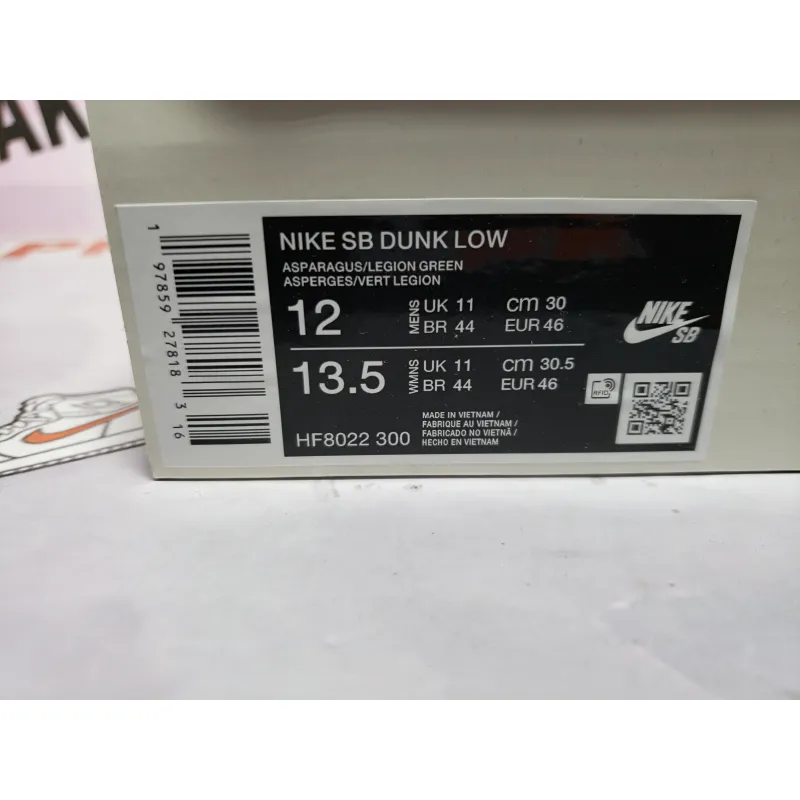 NIKE SB DUNK LOW
ASPARAGUS/LEGION GREEN
ASPERGES/VERT LEGION
12 MENS UK 11 cm 30
BR 44 EUR 46
13.5 WMNS UK 11 cm 30.5
BR 44 EUR 46
HF8022 300
MADE IN VIETNAM /
FABRIQUE AU VIETNAM /
FABRICADO NO VIETNÃ /
HECHO EN VIETNAM
NIKE
SB
RFID
1 97859 27818 3 16